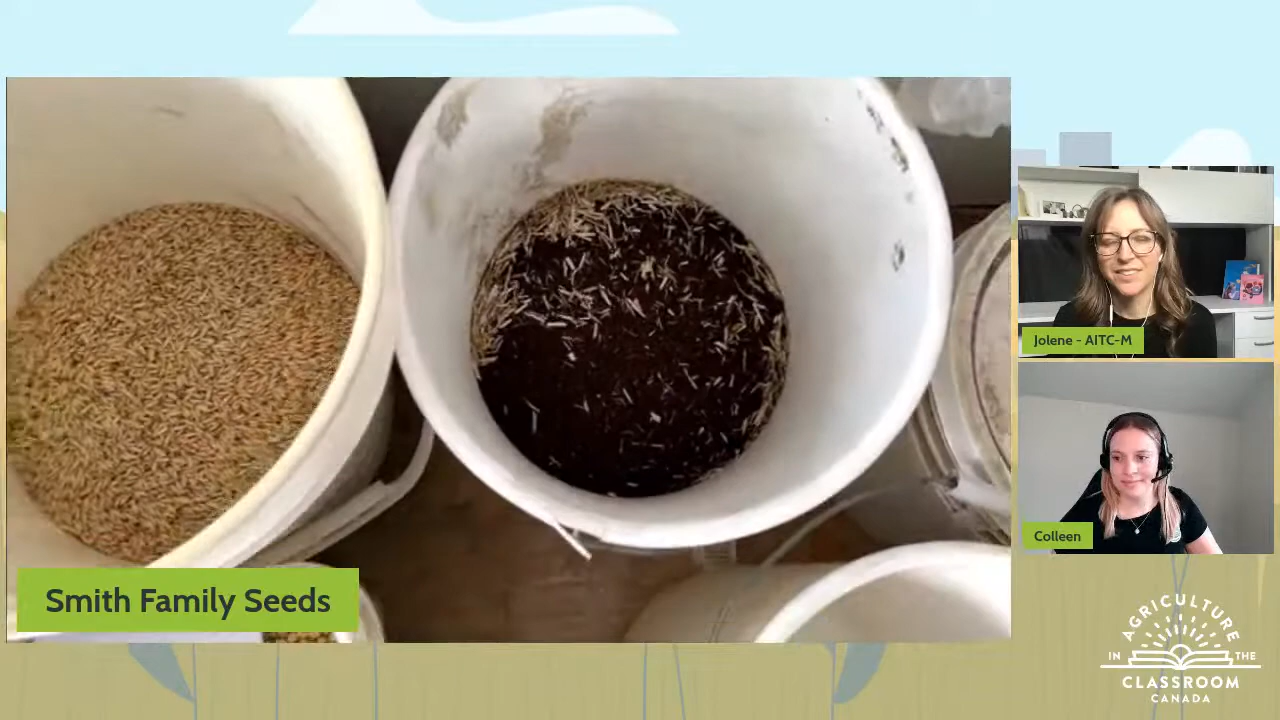 Smith Family Seeds
Jolene - AITC-M
Colleen
AGRICULTURE
IN THE
CLASSROOM
CANADA